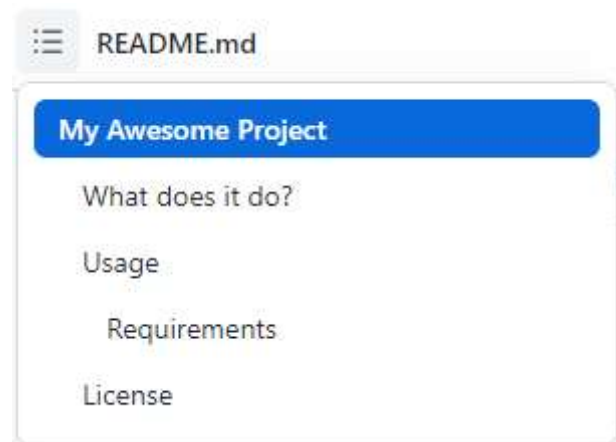 README.md
My Awesome Project
What does it do?
Usage
Requirements
License